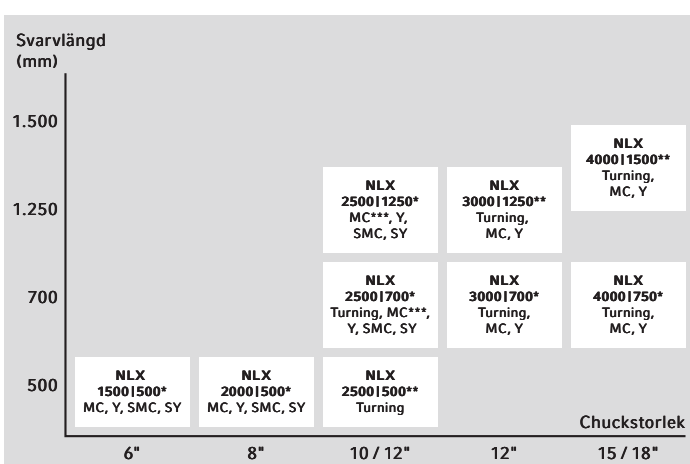 Svarvlängd
(mm)
1.500
NLX
4000|1500**
Turning,
MC, Y
1.250
NLX
2500|1250*
MC***, Y,
SMC, SY
NLX
3000|1250**
Turning,
MC, Y
700
NLX
2500|700*
Turning, MC***,
Y, SMC, SY
NLX
3000|700*
Turning,
MC, Y
NLX
4000|750*
Turning,
MC, Y
500
NLX
1500|500*
MC, Y, SMC, SY
NLX
2000|500*
MC, Y, SMC, SY
NLX
2500|500**
Turning
Chuckstorlek
6" 8" 10 / 12" 12" 15 / 18"